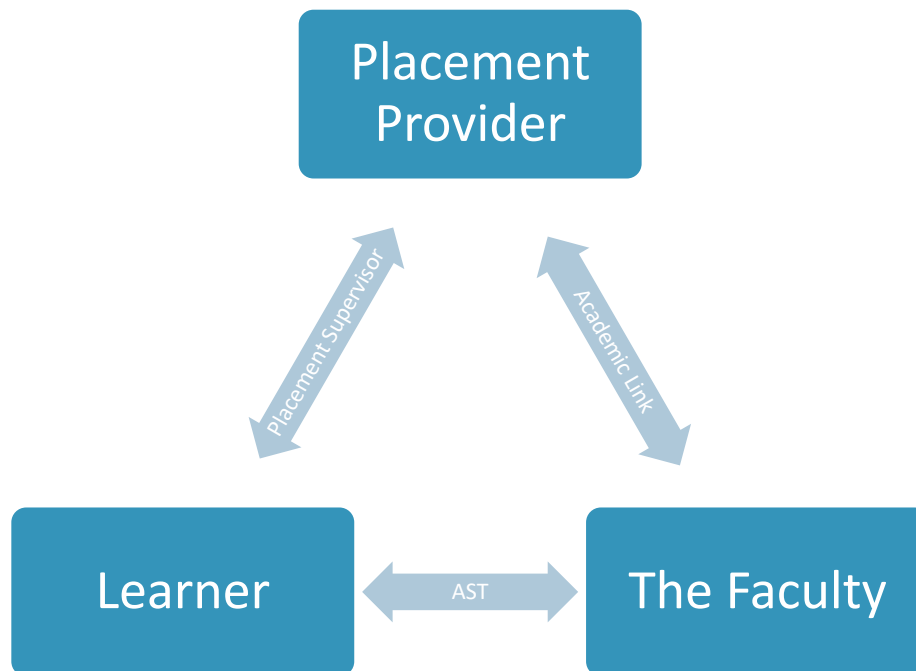 Placement
Provider
Placement Supervisor
Academic Link
Learner
AST
The Faculty